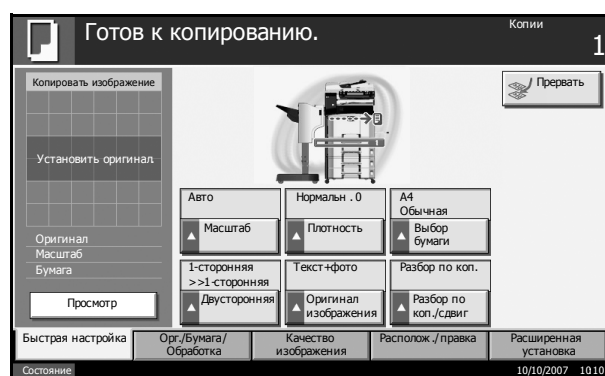 Готов к копированию.
Копии
1
Копировать изображение
Прервать
Установить оригинал
Оригинал
Масштаб
Бумага
Просмотр
Авто
Масштаб
Нормальн . 0
Плотность
A4
Обычная
Выбор
бумаги
1-сторонняя
>>1-сторонняя
Двусторонняя
Текст+фото
Оригинал
изображения
Разбор по коп.
Разбор по
коп./сдвиг
Быстрая настройка
Орг./Бумага/
Обработка
Качество
изображения
Располож./правка
Расширенная
установка
Состояние
10/10/2007 10:10